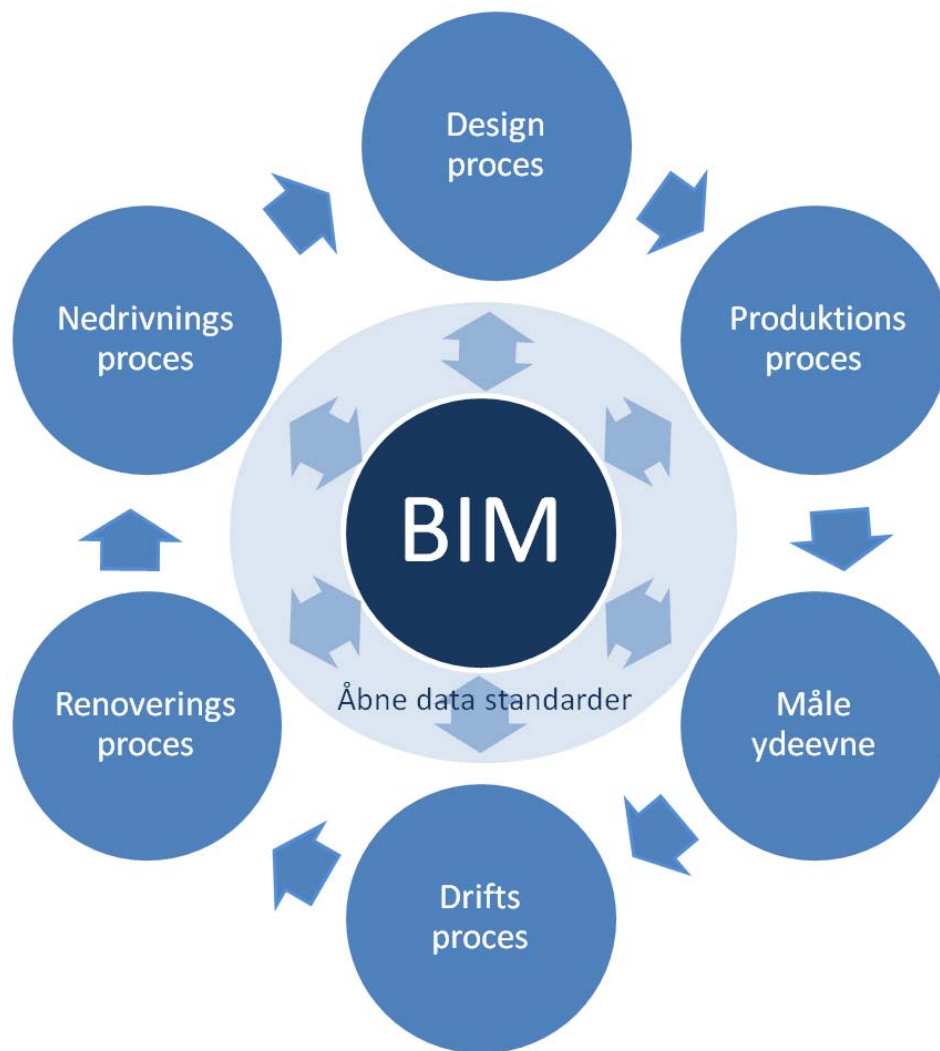 Design
proces
Produktions
proces
Måle
ydeevne
Drifts
proces
Renoverings
proces
Nedrivnings
proces
BIM
Åbne data standarder